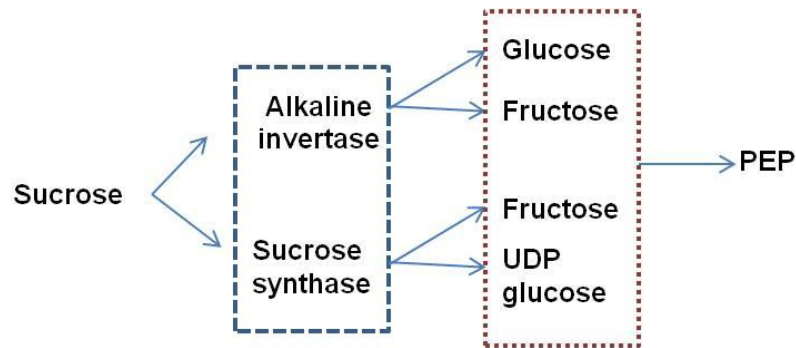 Sucrose
Alkaline
invertase
Sucrose
synthase
Glucose
Fructose
Fructose
UDP
glucose
PEP